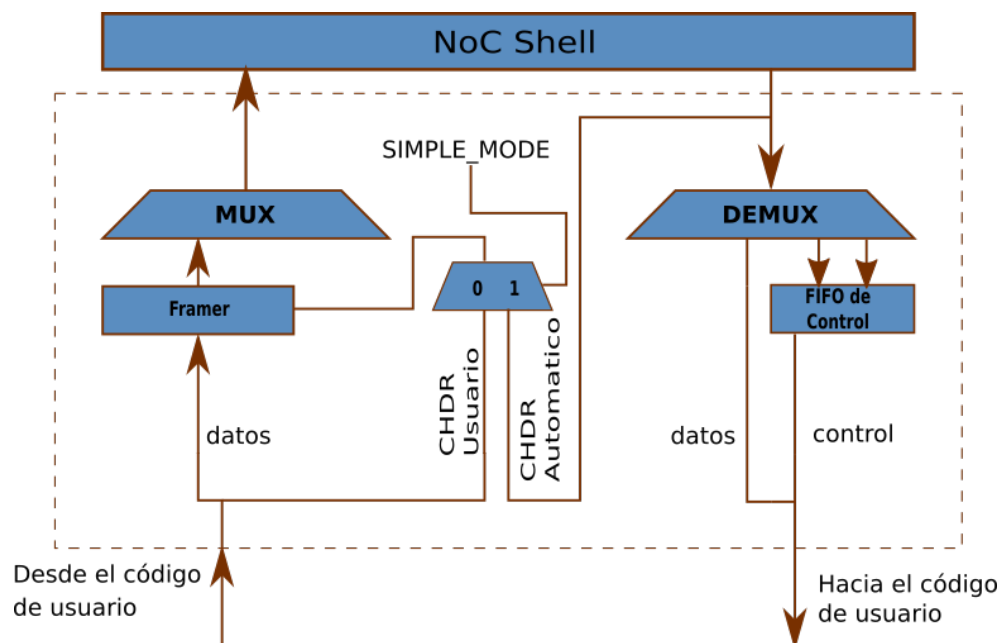 NoC Shell
SIMPLE_MODE
MUX
DEMUX
0 1
Framer
FIFO de
Control
CHDR
Usuario
CHDR
Automatico
datos
datos
control
Desde el código
de usuario
Hacia el código
de usuario